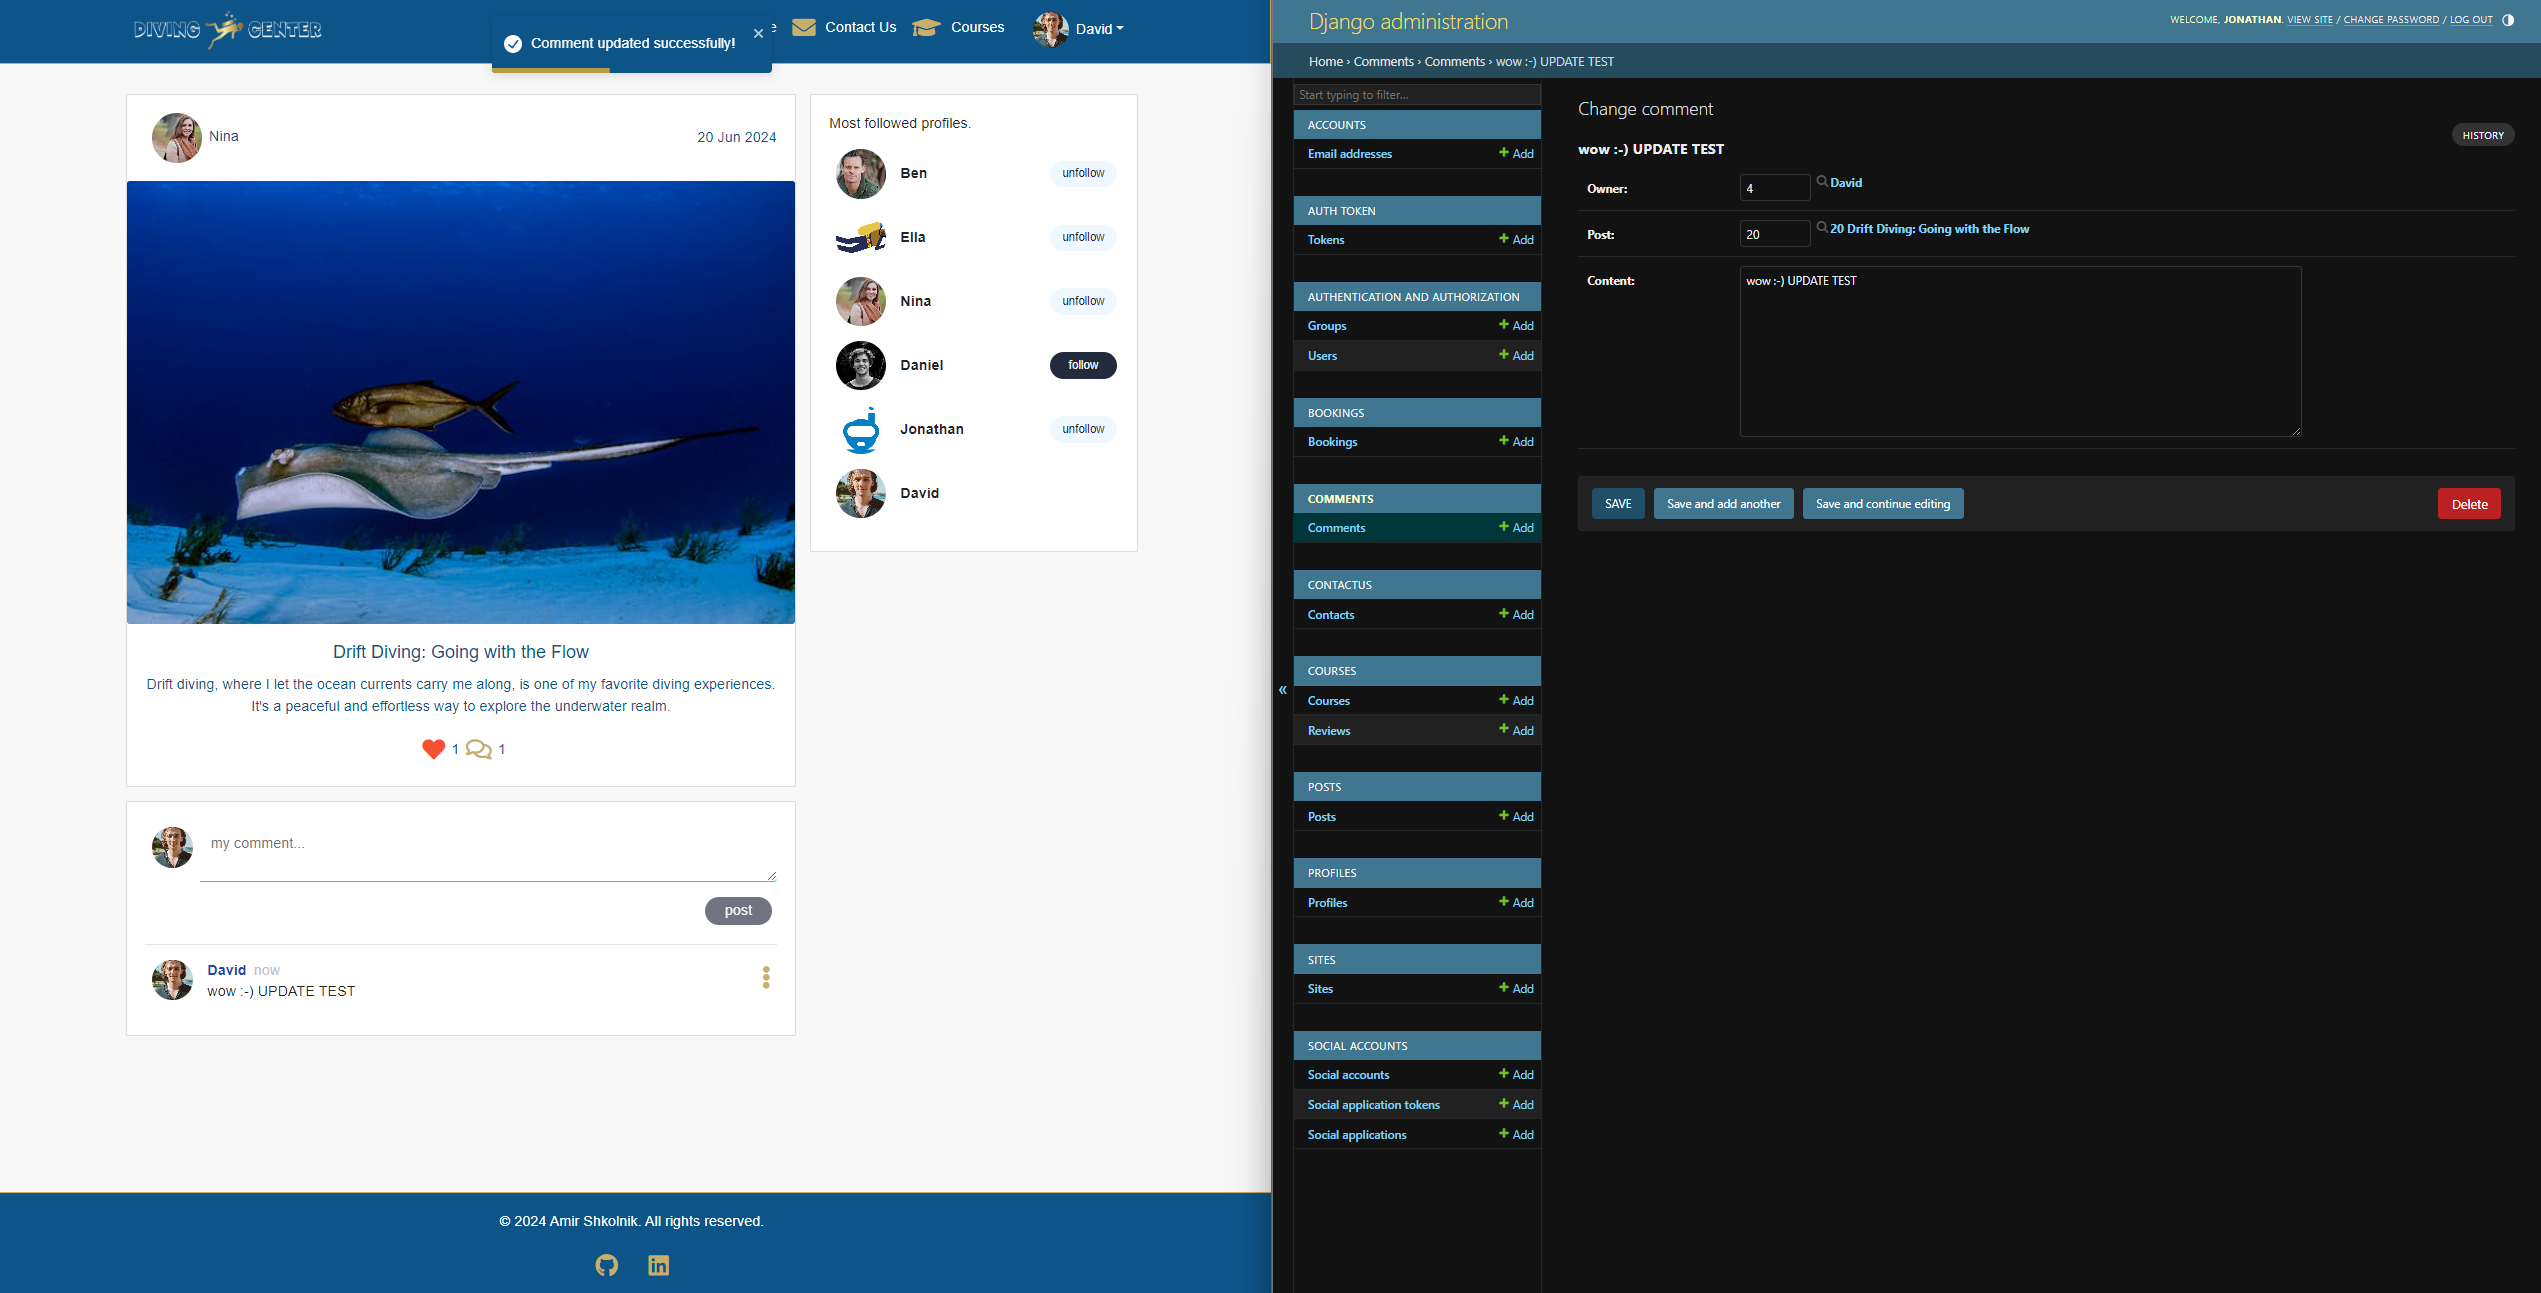 DIVING CENTER
Comment updated successfully!
×
e
Contact Us
Courses
David
Nina
20 Jun 2024
Drift Diving: Going with the Flow
Drift diving, where I let the ocean currents carry me along, is one of my favorite diving experiences.
It's a peaceful and effortless way to explore the underwater realm.
1
1
my comment...
post
David now
wow :-) UPDATE TEST
Most followed profiles.
Ben
unfollow
Ella
unfollow
Nina
unfollow
Daniel
follow
Jonathan
unfollow
David
© 2024 Amir Shkolnik. All rights reserved.
Django administration
WELCOME, JONATHAN. VIEW SITE / CHANGE PASSWORD / LOG OUT
Home › Comments › Comments › wow :-) UPDATE TEST
«
Start typing to filter...
ACCOUNTS
Email addresses + Add
AUTH TOKEN
Tokens + Add
AUTHENTICATION AND AUTHORIZATION
Groups + Add
Users + Add
BOOKINGS
Bookings + Add
COMMENTS
Comments + Add
CONTACTUS
Contacts + Add
COURSES
Courses + Add
Reviews + Add
POSTS
Posts + Add
PROFILES
Profiles + Add
SITES
Sites + Add
SOCIAL ACCOUNTS
Social accounts + Add
Social application tokens + Add
Social applications + Add
Change comment
HISTORY
wow :-) UPDATE TEST
Owner: 4 David
Post: 20 20 Drift Diving: Going with the Flow
Content: wow :-) UPDATE TEST
SAVE
Save and add another
Save and continue editing
Delete